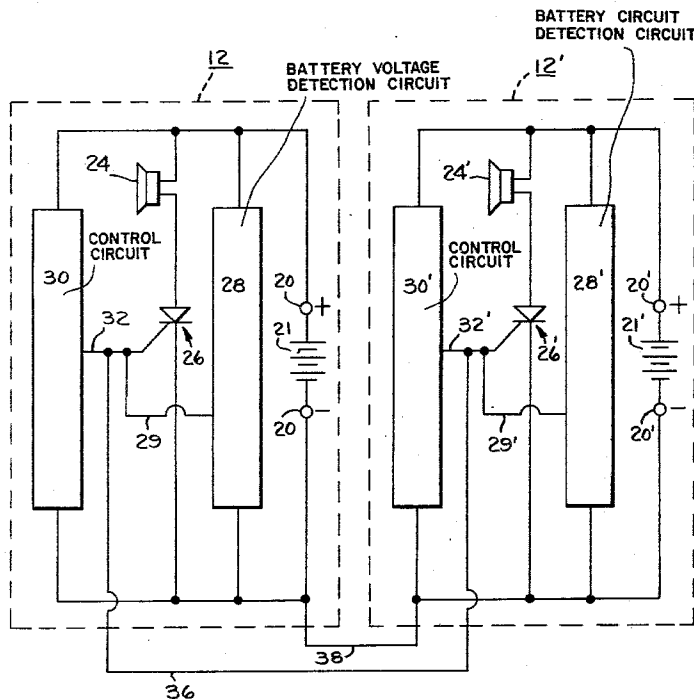 BATTERY CIRCUIT
DETECTION CIRCUIT
12
BATTERY VOLTAGE
DETECTION CIRCUIT
12'
24
24'
CONTROL
CIRCUIT
30
28
20 +
32
21
26
20 −
29
CONTROL
CIRCUIT
30'
28'
20' +
32'
21'
26'
20' −
29'
38
36